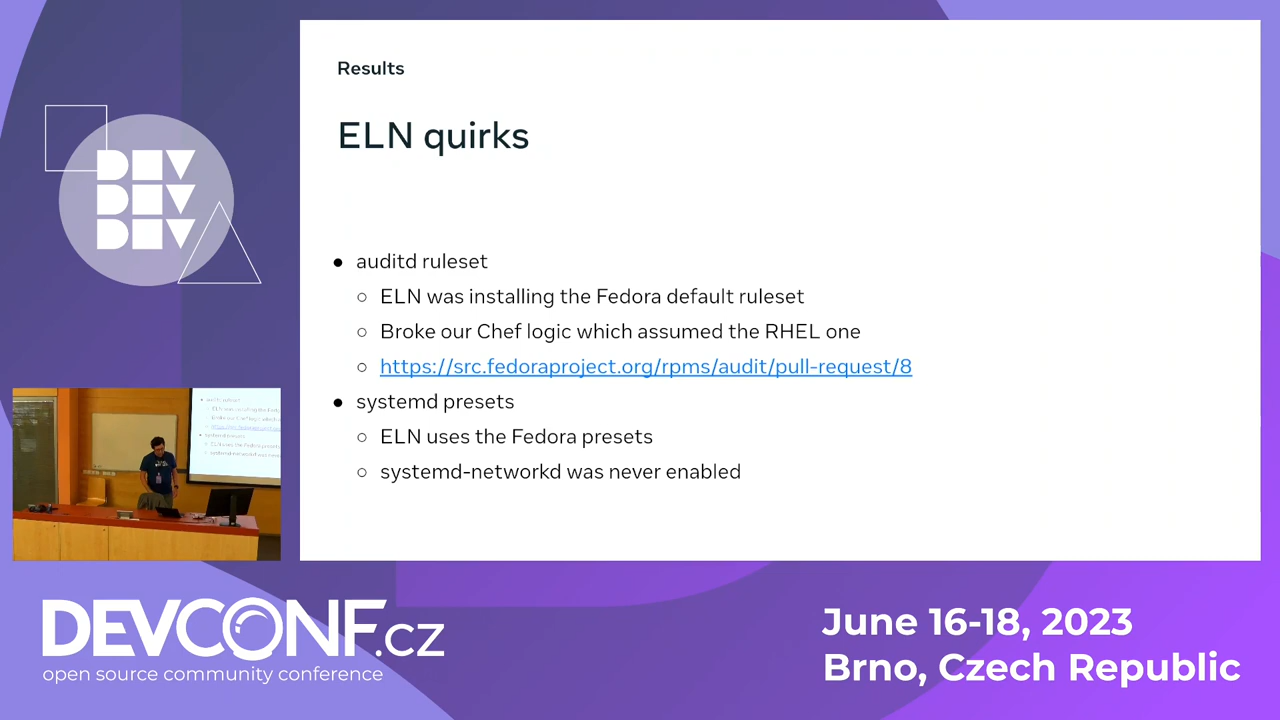 Results
ELN quirks
● auditd ruleset
○ ELN was installing the Fedora default ruleset
○ Broke our Chef logic which assumed the RHEL one
○ https://src.fedoraproject.org/rpms/audit/pull-request/8
● systemd presets
○ ELN uses the Fedora presets
○ systemd-networkd was never enabled
DEV
DEV
DEV
DEVCONF.cz
open source community conference
June 16-18, 2023
Brno, Czech Republic